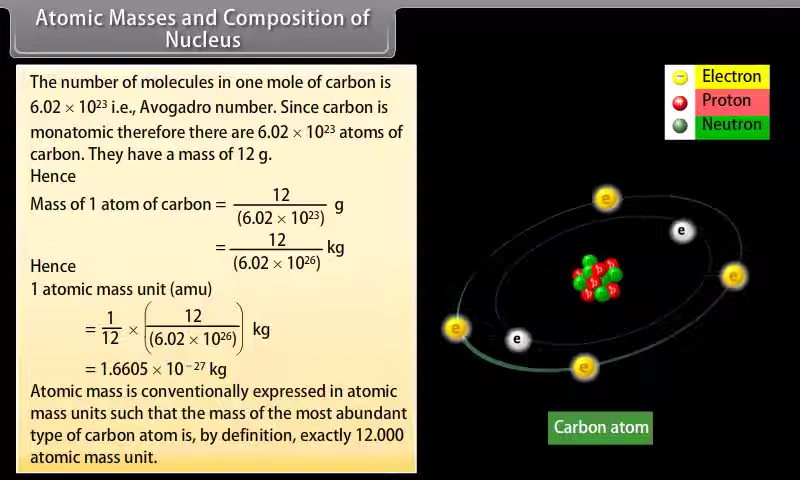 Atomic Masses and Composition of
Nucleus
The number of molecules in one mole of carbon is
6.02 × 10²³ i.e., Avogadro number. Since carbon is
monatomic therefore there are 6.02 × 10²³ atoms of
carbon. They have a mass of 12 g.
Hence
Mass of 1 atom of carbon = 12 / (6.02 × 10²³) g
= 12 / (6.02 × 10²⁶) kg
Hence
1 atomic mass unit (amu)
= 1/12 × (12 / (6.02 × 10²⁶)) kg
= 1.6605 × 10⁻²⁷ kg
Atomic mass is conventionally expressed in atomic
mass units such that the mass of the most abundant
type of carbon atom is, by definition, exactly 12.000
atomic mass unit.
− Electron
+ Proton
Neutron
e
e
e
e
e
e
Carbon atom